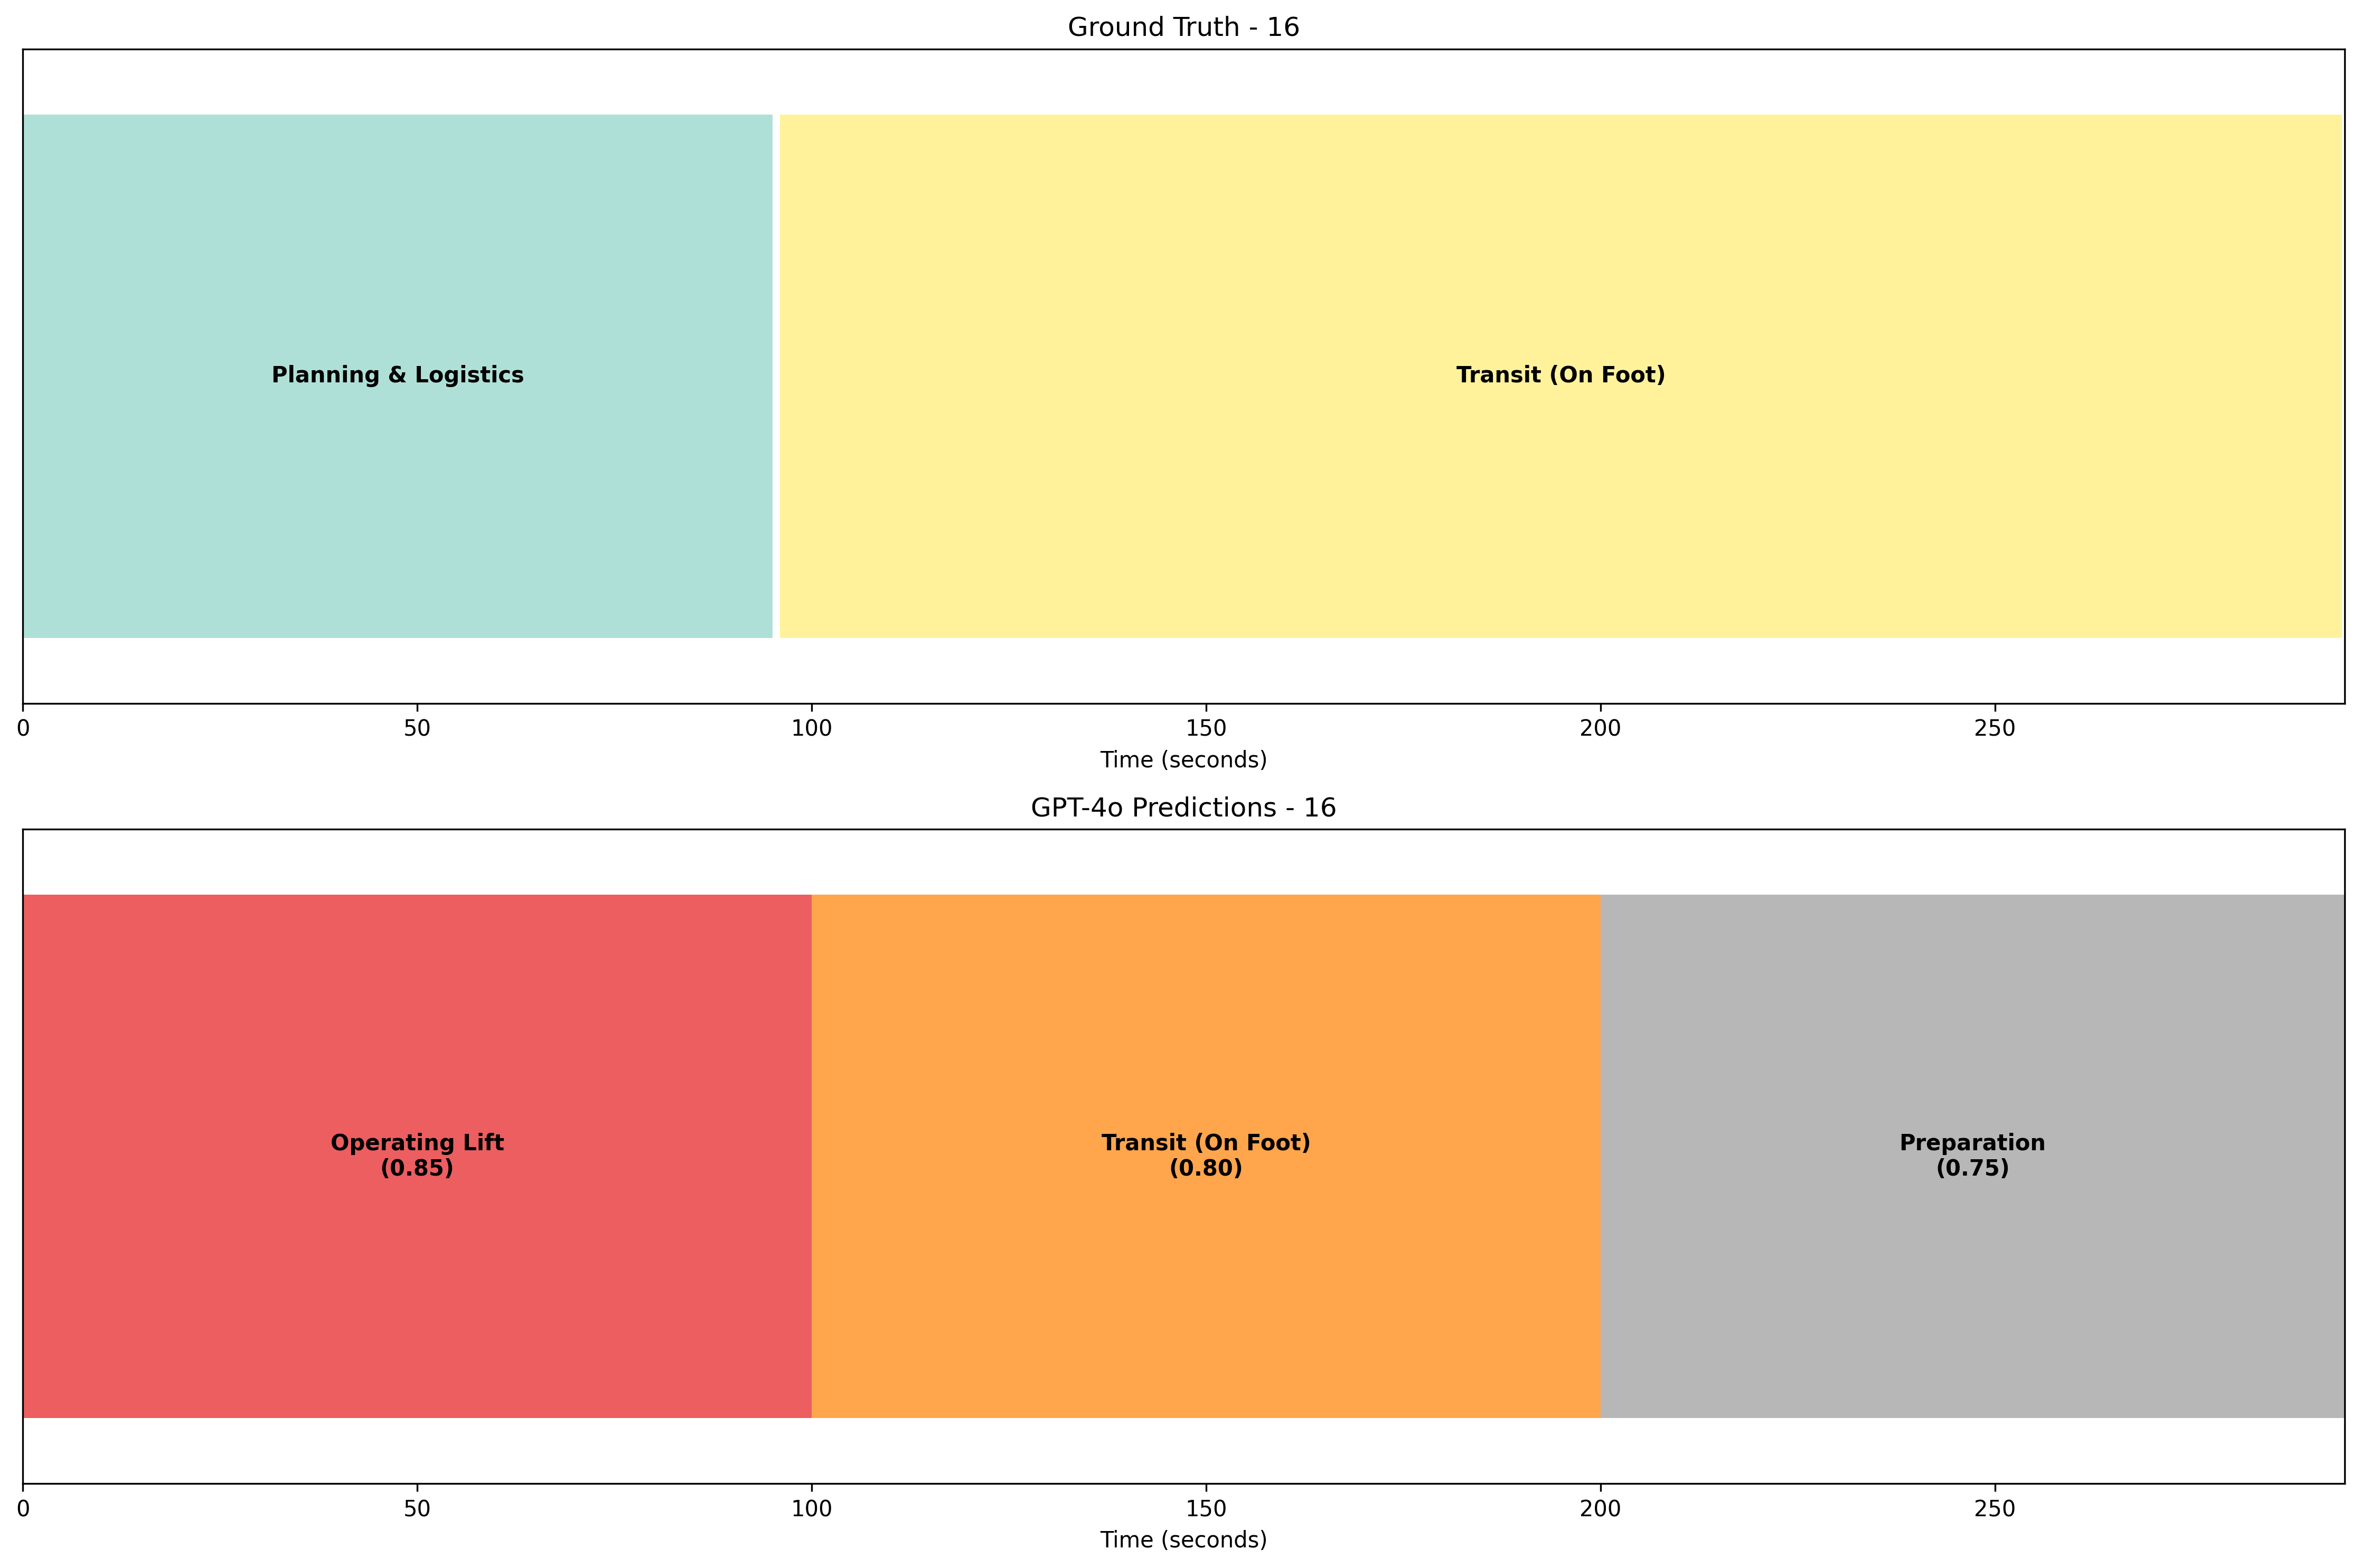 Ground Truth - 16
Planning & Logistics
Transit (On Foot)
0 50 100 150 200 250
Time (seconds)
GPT-4o Predictions - 16
Operating Lift
(0.85)
Transit (On Foot)
(0.80)
Preparation
(0.75)
0 50 100 150 200 250
Time (seconds)